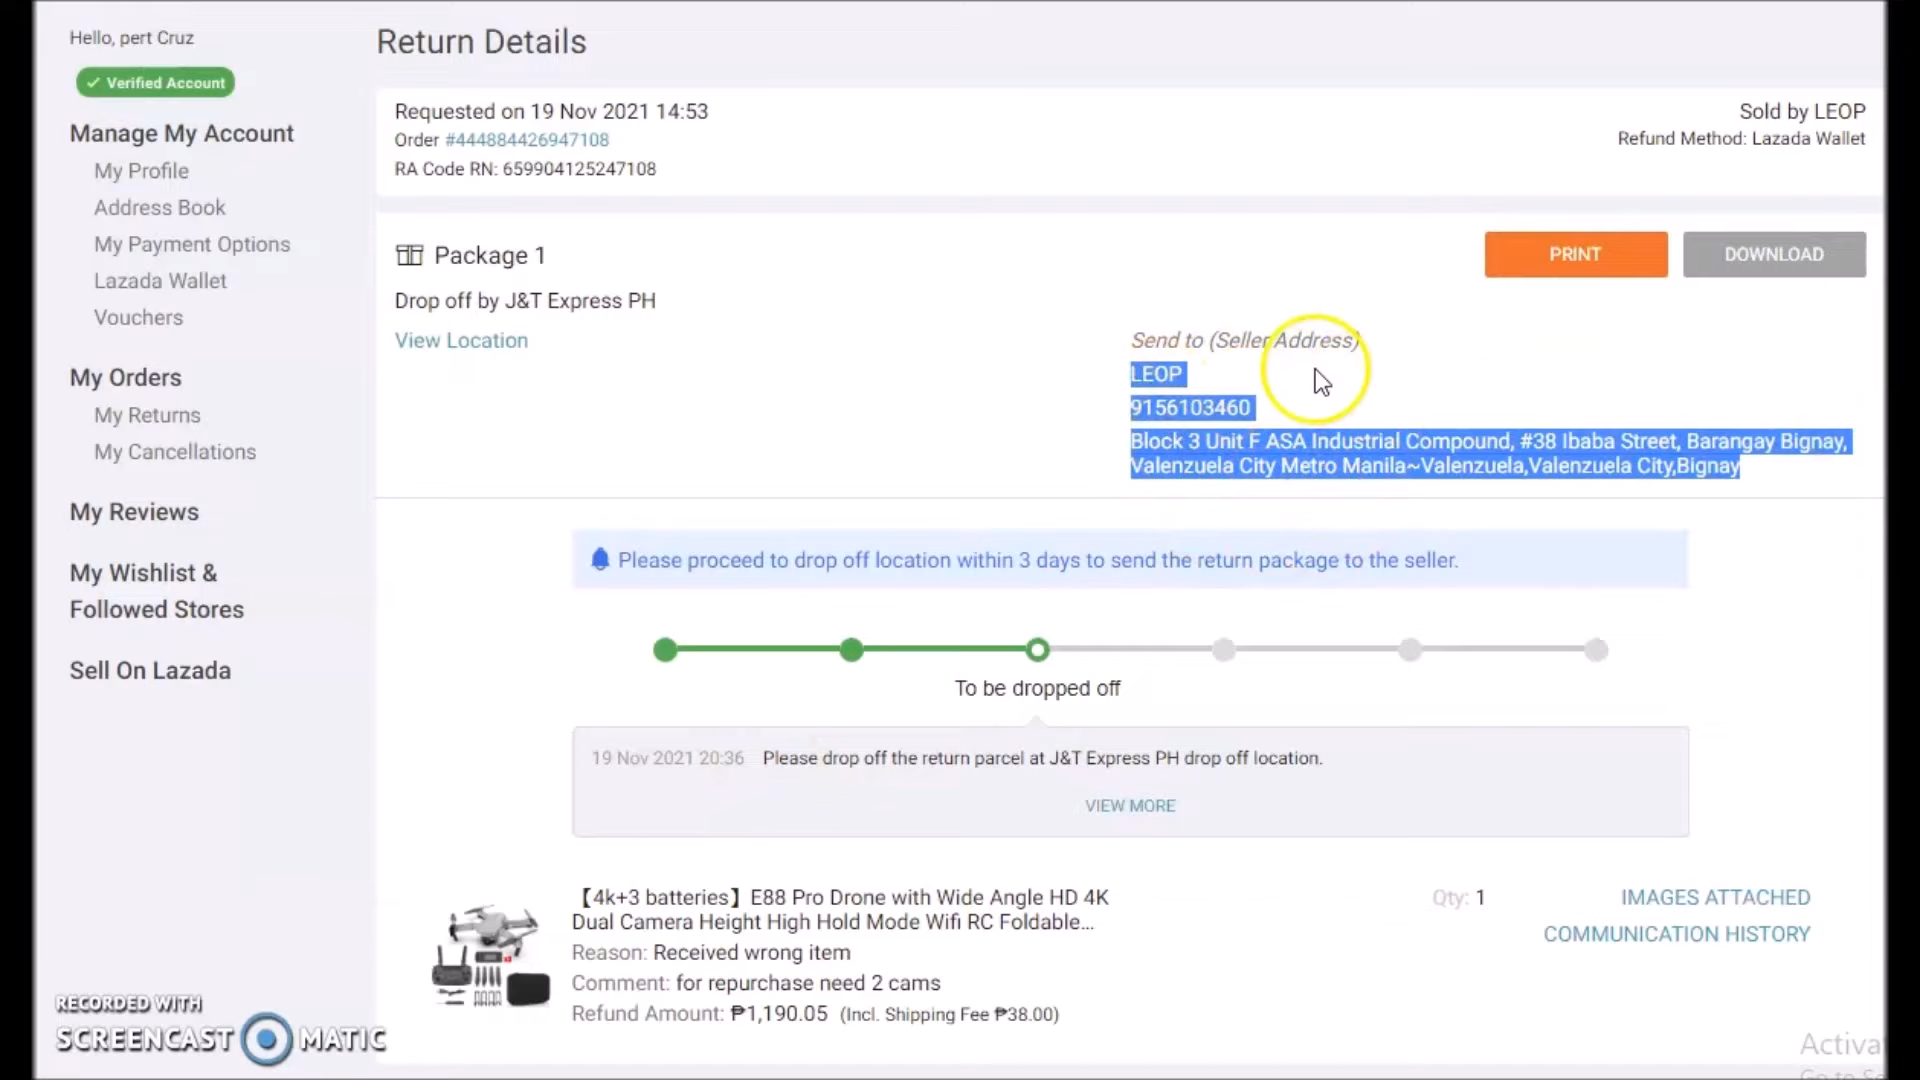 Hello, pert Cruz
Verified Account
Manage My Account
My Profile
Address Book
My Payment Options
Lazada Wallet
Vouchers
My Orders
My Returns
My Cancellations
My Reviews
My Wishlist &
Followed Stores
Sell On Lazada
Return Details
Requested on 19 Nov 2021 14:53
Order #444884426947108
RA Code RN: 659904125247108
Sold by LEOP
Refund Method: Lazada Wallet
Package 1
PRINT
DOWNLOAD
Drop off by J&T Express PH
View Location
Send to (Seller Address)
LEOP
9156103460
Block 3 Unit F ASA Industrial Compound, #38 Ibaba Street, Barangay Bignay,
Valenzuela City Metro Manila~Valenzuela,Valenzuela City,Bignay
Please proceed to drop off location within 3 days to send the return package to the seller.
To be dropped off
19 Nov 2021 20:36 Please drop off the return parcel at J&T Express PH drop off location.
VIEW MORE
【4k+3 batteries】E88 Pro Drone with Wide Angle HD 4K
Dual Camera Height High Hold Mode Wifi RC Foldable...
Reason: Received wrong item
Comment: for repurchase need 2 cams
Refund Amount: ₱1,190.05 (Incl. Shipping Fee ₱38.00)
Qty: 1
IMAGES ATTACHED
COMMUNICATION HISTORY
RECORDED WITH
SCREENCAST MATIC
Activa